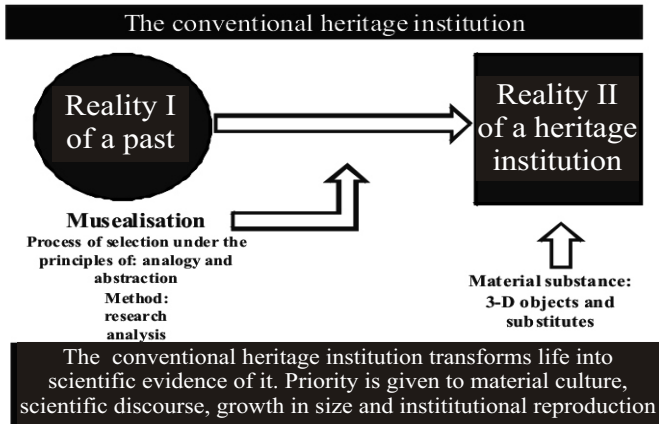 The conventional heritage institution
Reality I
of a past
Reality II
of a heritage
institution
Musealisation
Process of selection under the
principles of: analogy and
abstraction
Method:
research
analysis
Material substance:
3-D objects and
substitutes
The conventional heritage institution transforms life into
scientific evidence of it. Priority is given to material culture,
scientific discourse, growth in size and instititutional reproduction